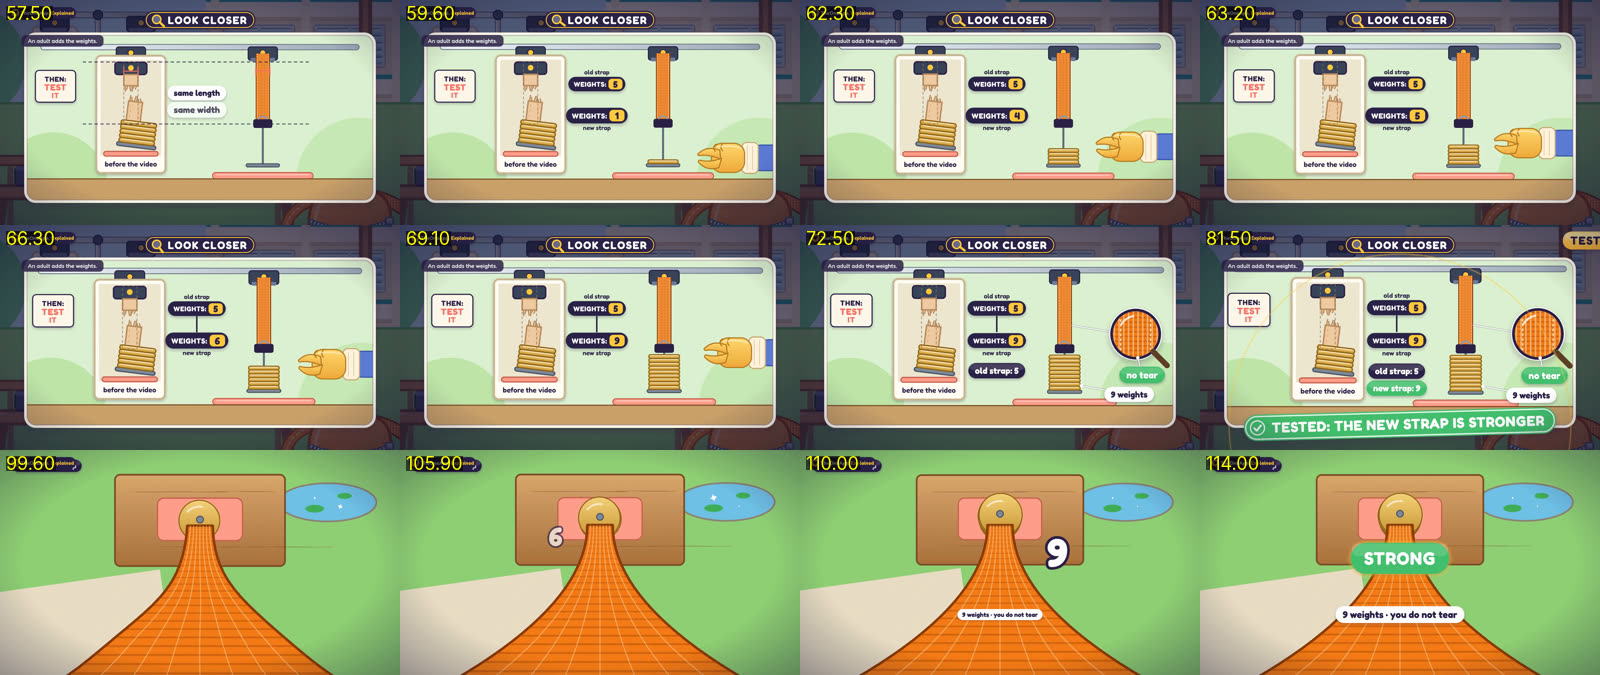 57.50
LOOK CLOSER
An adult adds the weights.
THEN:
TEST
IT
same length
same width
before the video
59.60
LOOK CLOSER
An adult adds the weights.
THEN:
TEST
IT
old strap
WEIGHTS: 5
WEIGHTS: 1
new strap
before the video
62.30
LOOK CLOSER
An adult adds the weights.
THEN:
TEST
IT
old strap
WEIGHTS: 5
WEIGHTS: 4
new strap
before the video
63.20
LOOK CLOSER
An adult adds the weights.
THEN:
TEST
IT
old strap
WEIGHTS: 5
WEIGHTS: 5
new strap
before the video
66.30
LOOK CLOSER
An adult adds the weights.
THEN:
TEST
IT
old strap
WEIGHTS: 5
WEIGHTS: 6
new strap
before the video
69.10
LOOK CLOSER
An adult adds the weights.
THEN:
TEST
IT
old strap
WEIGHTS: 5
WEIGHTS: 9
new strap
before the video
72.50
LOOK CLOSER
An adult adds the weights.
THEN:
TEST
IT
old strap
WEIGHTS: 5
WEIGHTS: 9
new strap
old strap: 5
no tear
9 weights
before the video
81.50
LOOK CLOSER
TEST
An adult adds the weights.
THEN:
TEST
IT
old strap
WEIGHTS: 5
WEIGHTS: 9
new strap
old strap: 5
new strap: 9
no tear
9 weights
before the video
TESTED: THE NEW STRAP IS STRONGER
99.60
105.90
6
110.00
9
9 weights · you do not tear
114.00
STRONG
9 weights · you do not tear